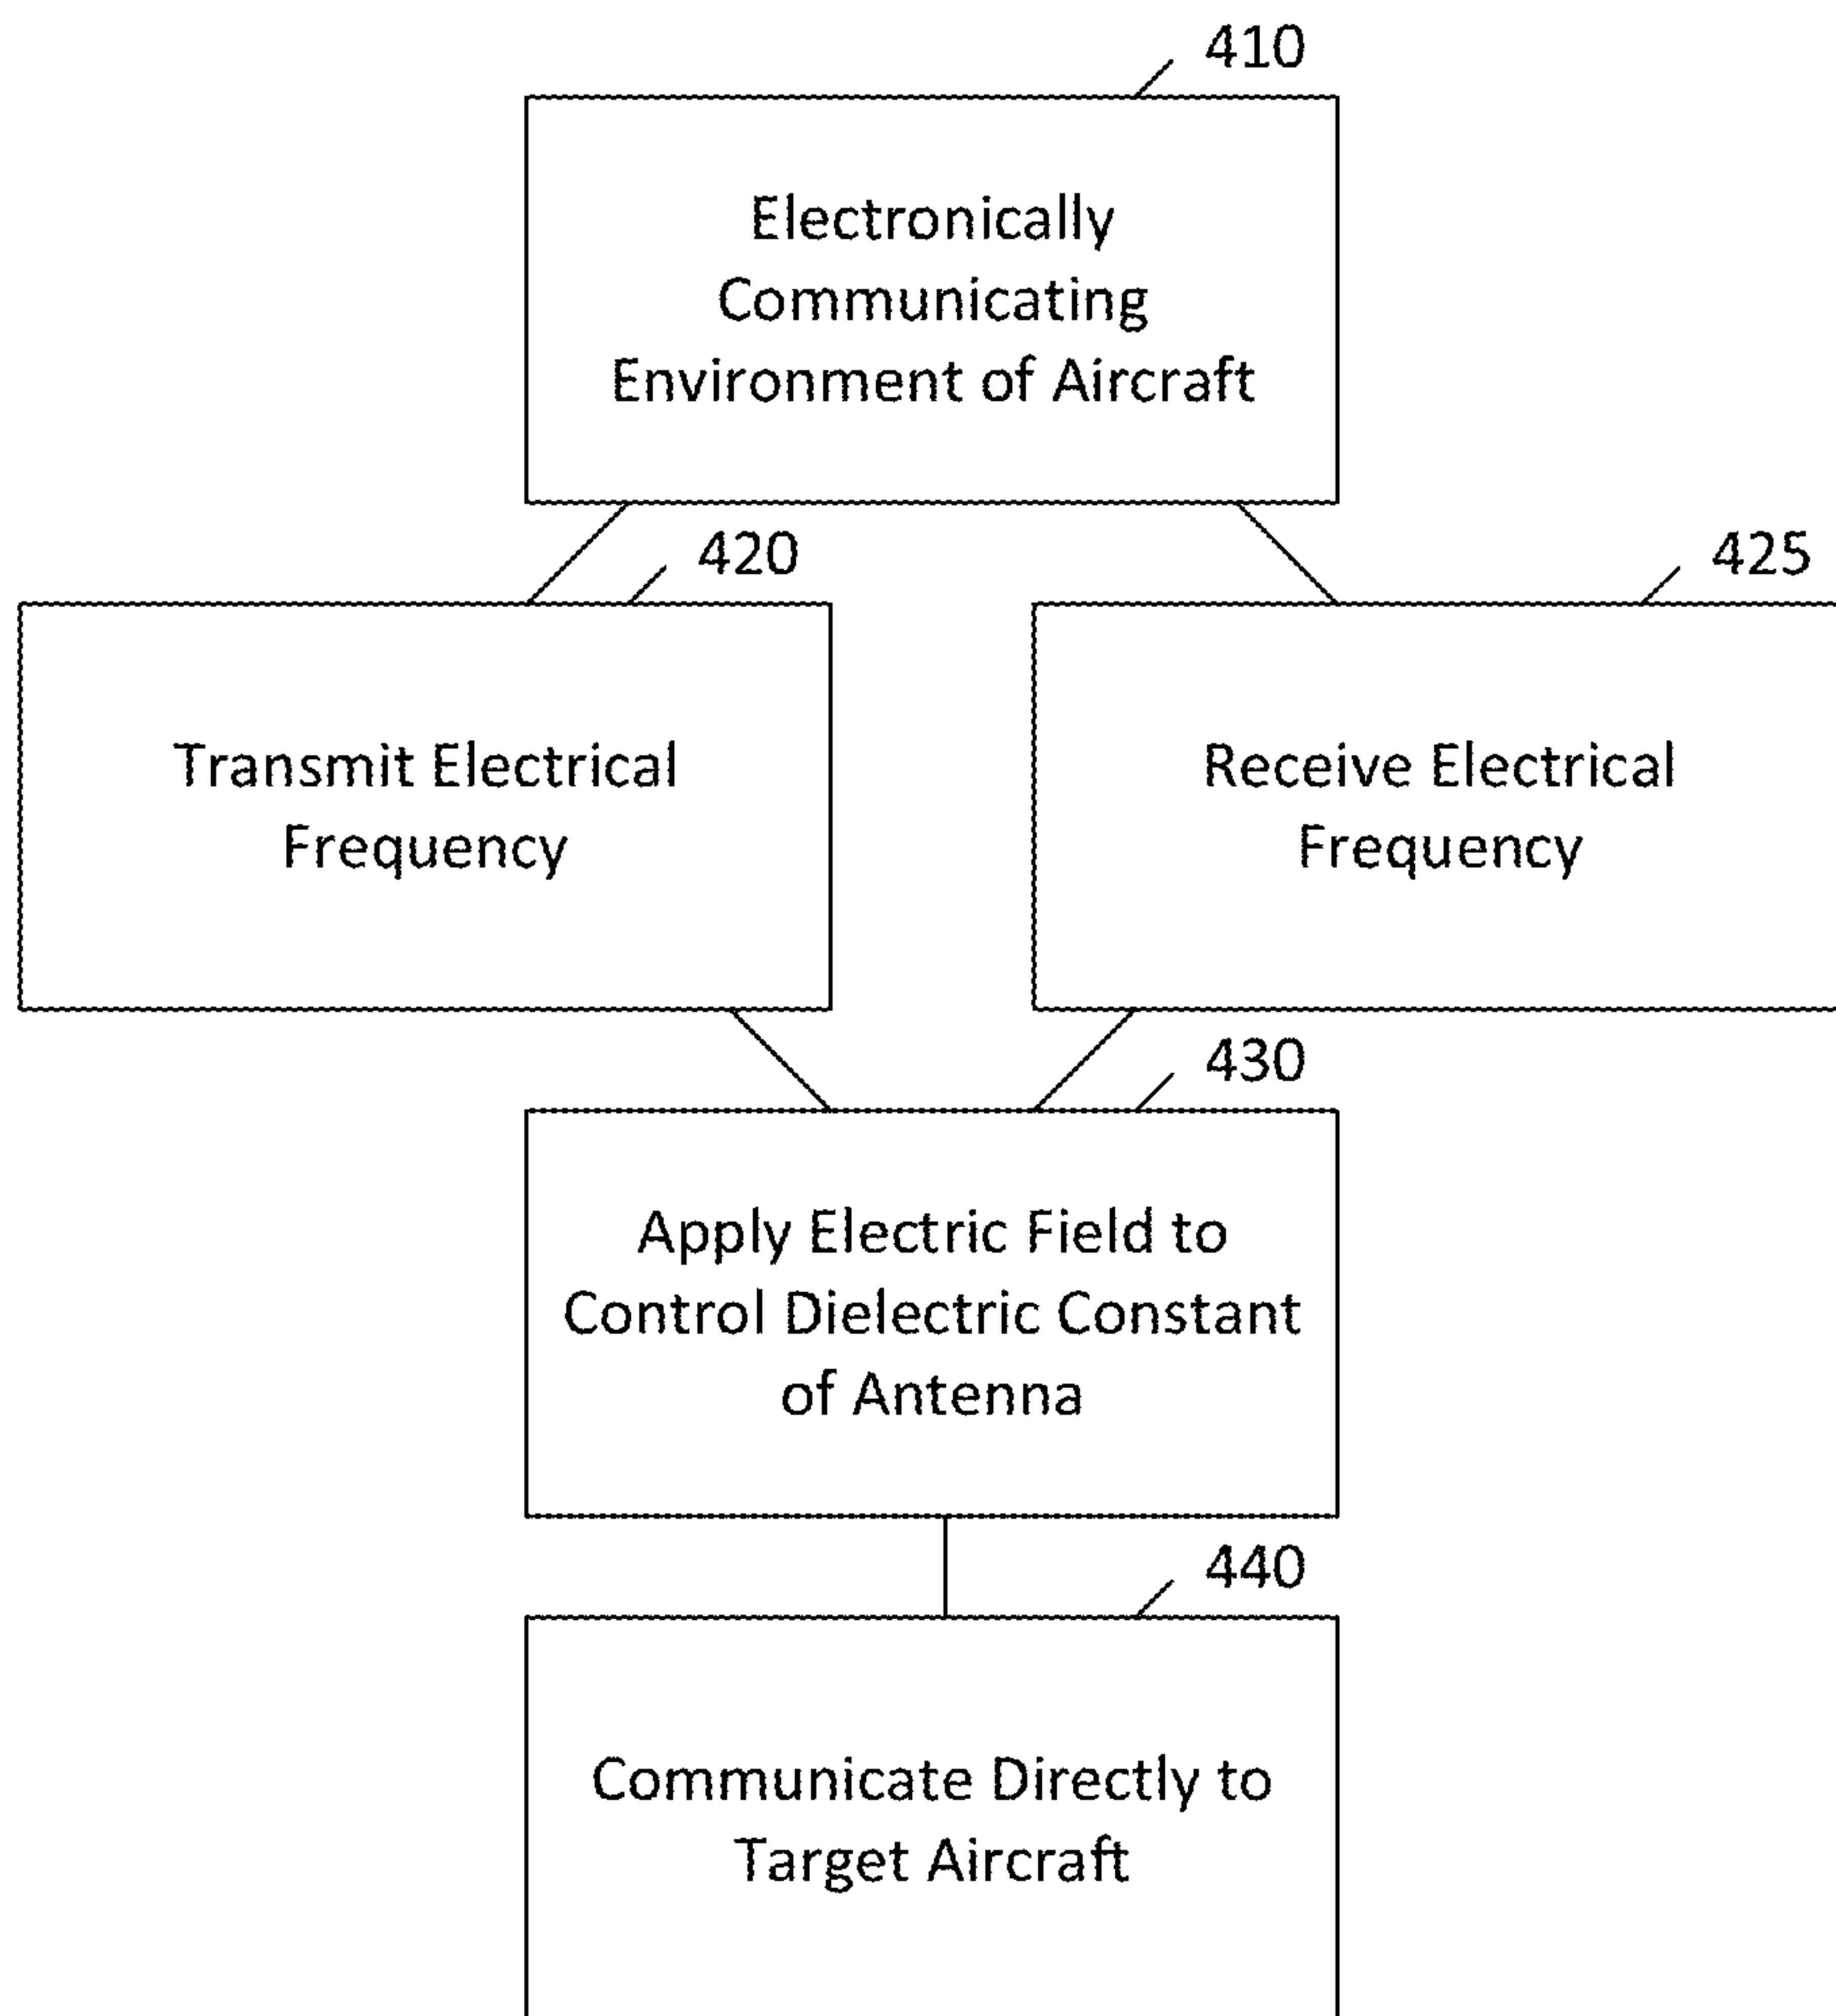 410
Electronically
Communicating
Environment of Aircraft
420
425
Transmit Electrical
Frequency
Receive Electrical
Frequency
430
Apply Electric Field to
Control Dielectric Constant
of Antenna
440
Communicate Directly to
Target Aircraft